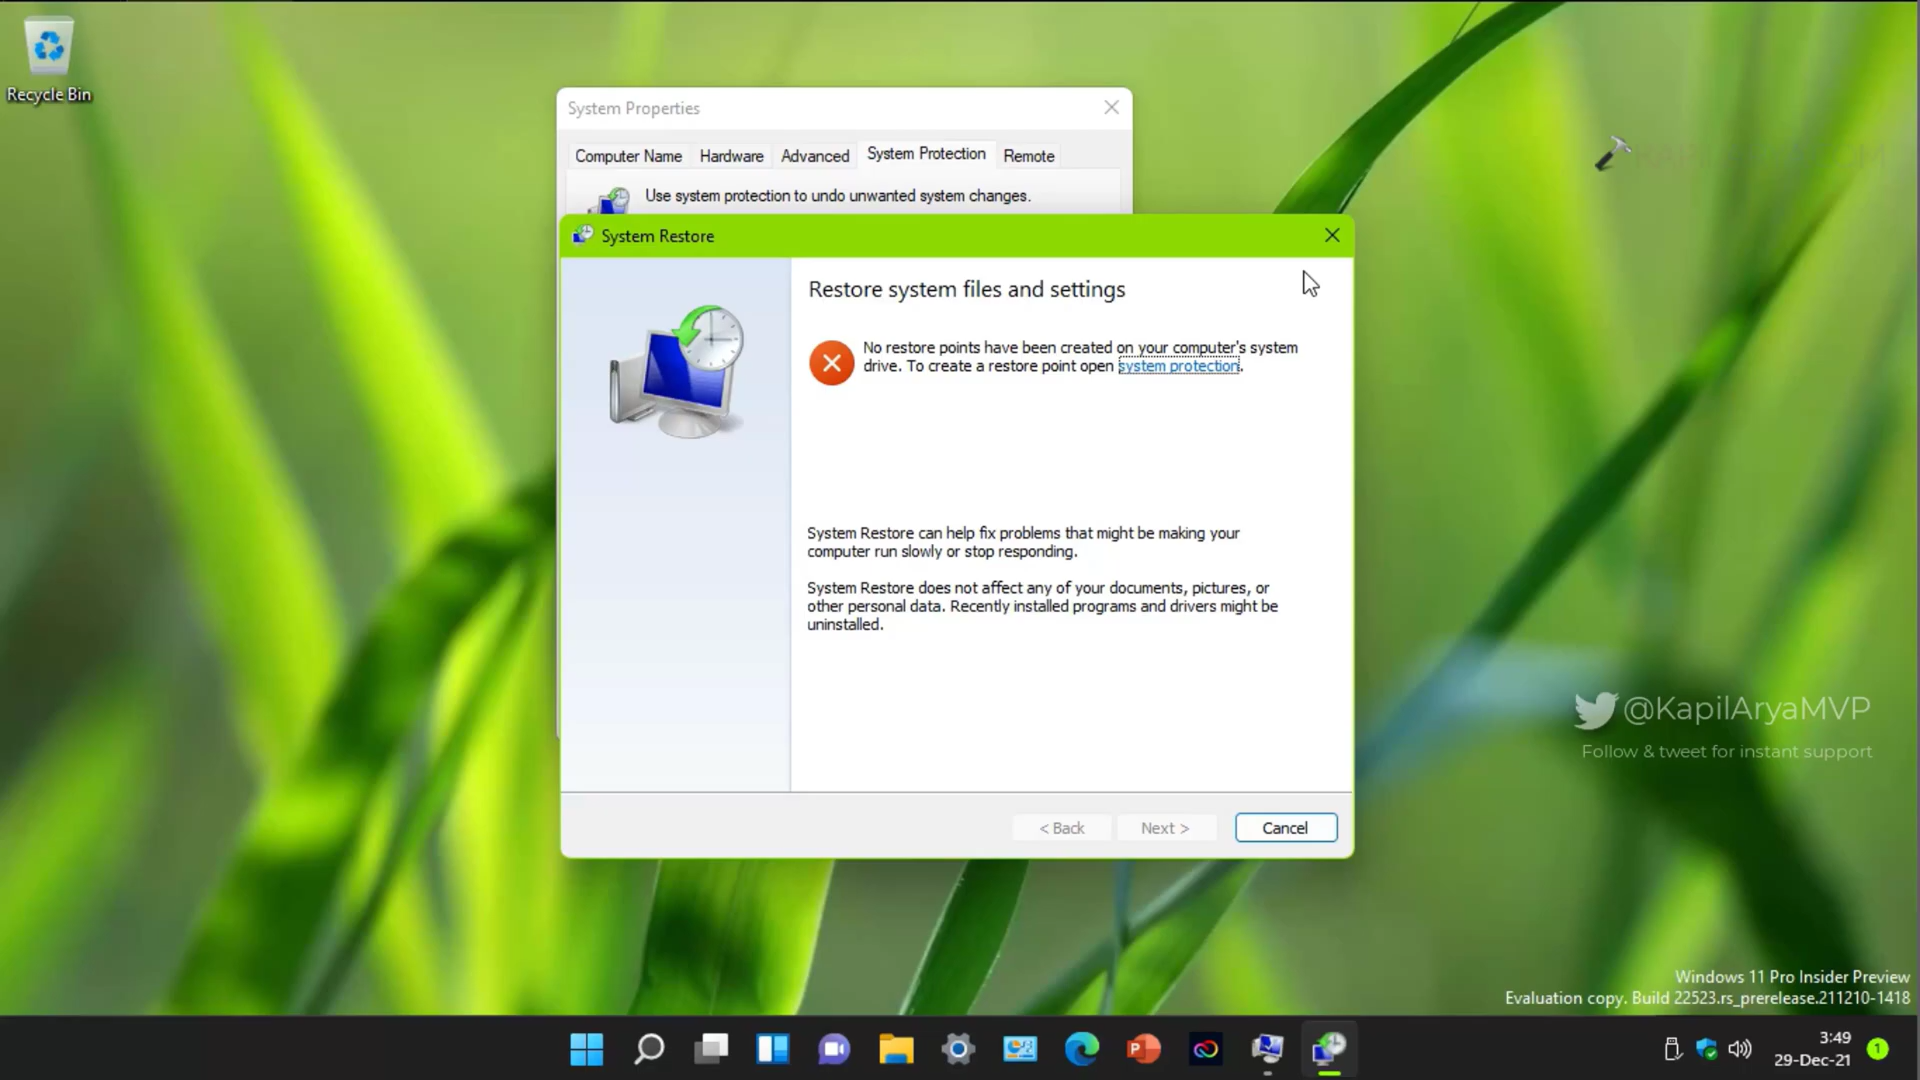 Recycle Bin
System Properties
Computer Name
Hardware
Advanced
System Protection
Remote
Use system protection to undo unwanted system changes.
System Restore
Restore system files and settings
No restore points have been created on your computer's system
drive. To create a restore point open system protection.
System Restore can help fix problems that might be making your
computer run slowly or stop responding.
System Restore does not affect any of your documents, pictures, or
other personal data. Recently installed programs and drivers might be
uninstalled.
< Back
Next >
Cancel
@KapilAryaMVP
Follow & tweet for instant support
Windows 11 Pro Insider Preview
Evaluation copy. Build 22523.rs_prerelease.211210-1418
P
3:49
29-Dec-21
1